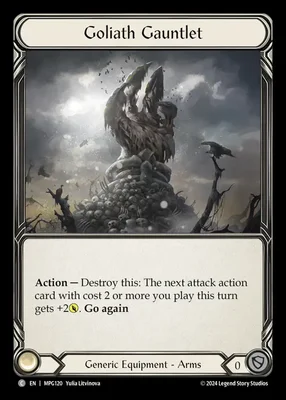 Goliath Gauntlet
Action — Destroy this: The next attack action
card with cost 2 or more you play this turn
gets +2. Go again
Generic Equipment - Arms
0
C EN | MPG120 Yulia Litvinova
© 2024 Legend Story Studios